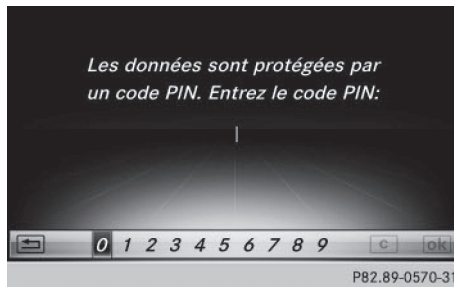 Les données sont protégées par
un code PIN. Entrez le code PIN:
0 1 2 3 4 5 6 7 8 9 c ok
P82.89-0570-31